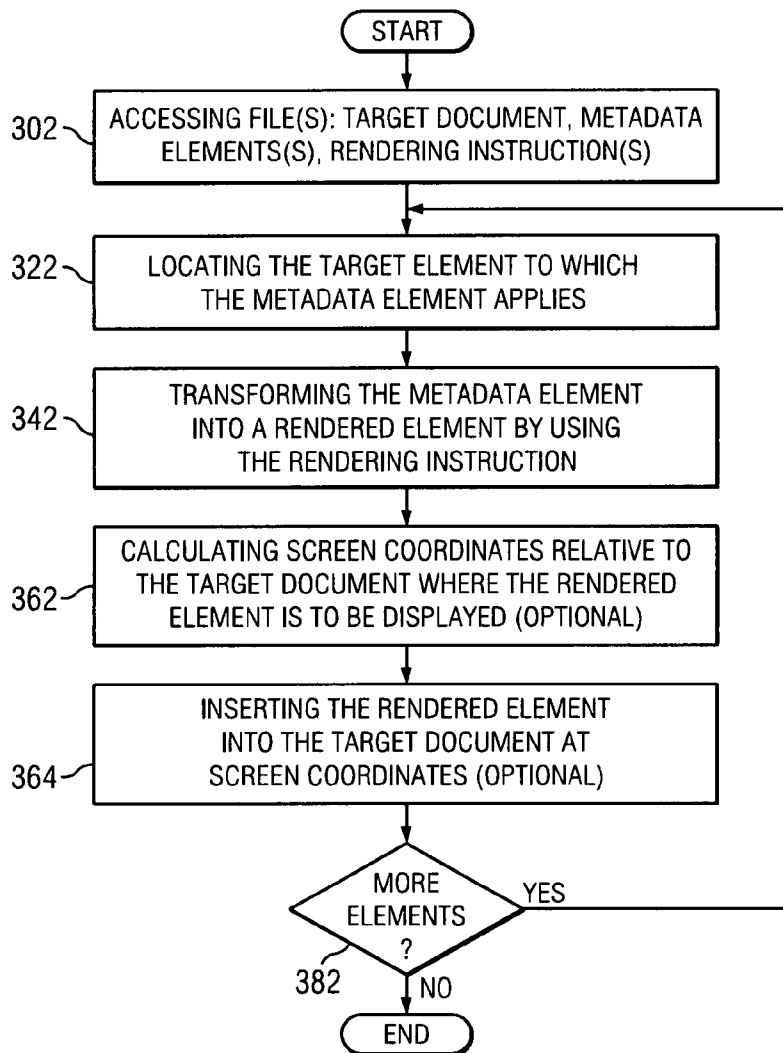 START
302
ACCESSING FILE(S): TARGET DOCUMENT, METADATA
ELEMENTS(S), RENDERING INSTRUCTION(S)
322
LOCATING THE TARGET ELEMENT TO WHICH
THE METADATA ELEMENT APPLIES
342
TRANSFORMING THE METADATA ELEMENT
INTO A RENDERED ELEMENT BY USING
THE RENDERING INSTRUCTION
362
CALCULATING SCREEN COORDINATES RELATIVE TO
THE TARGET DOCUMENT WHERE THE RENDERED
ELEMENT IS TO BE DISPLAYED (OPTIONAL)
364
INSERTING THE RENDERED ELEMENT
INTO THE TARGET DOCUMENT AT
SCREEN COORDINATES (OPTIONAL)
MORE
ELEMENTS
?
YES
382
NO
END